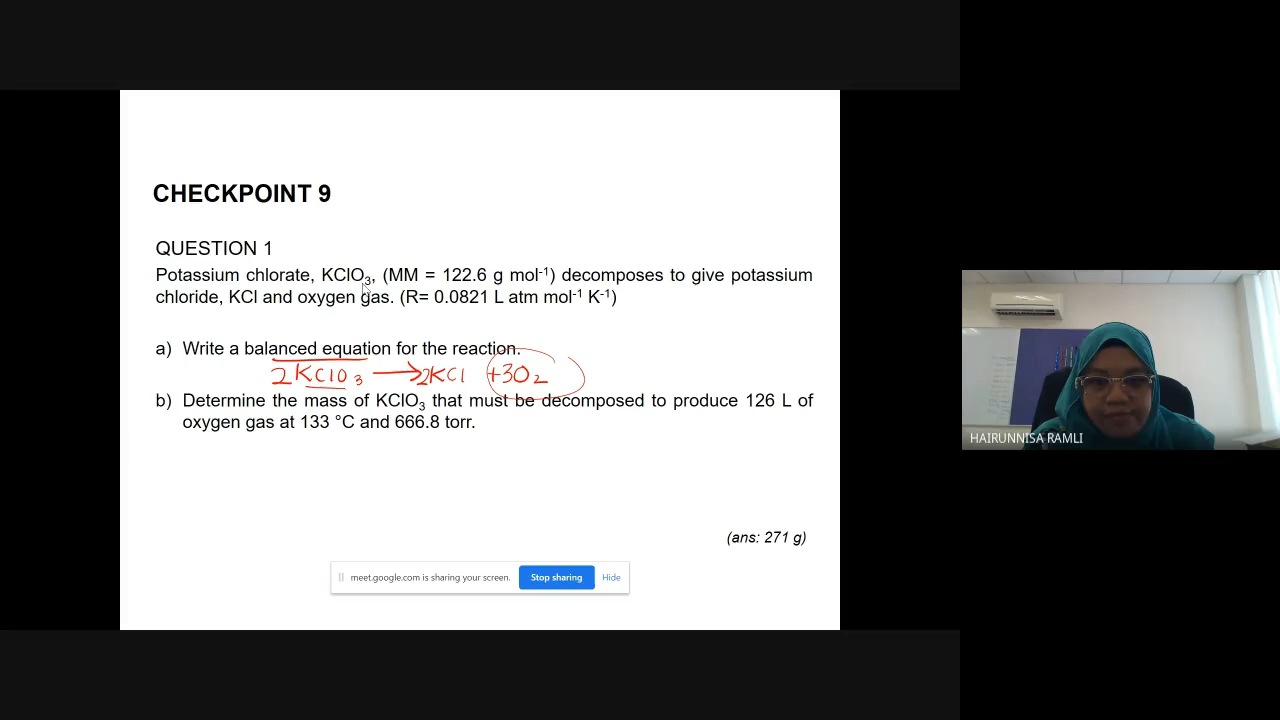 CHECKPOINT 9
QUESTION 1
Potassium chlorate, KClO₃, (MM = 122.6 g mol⁻¹) decomposes to give potassium
chloride, KCl and oxygen gas. (R= 0.0821 L atm mol⁻¹ K⁻¹)
a) Write a balanced equation for the reaction.
2KClO₃ → 2KCl +3O₂
b) Determine the mass of KClO₃ that must be decomposed to produce 126 L of
oxygen gas at 133 °C and 666.8 torr.
(ans: 271 g)
meet.google.com is sharing your screen. Stop sharing Hide
HAIRUNNISA RAMLI